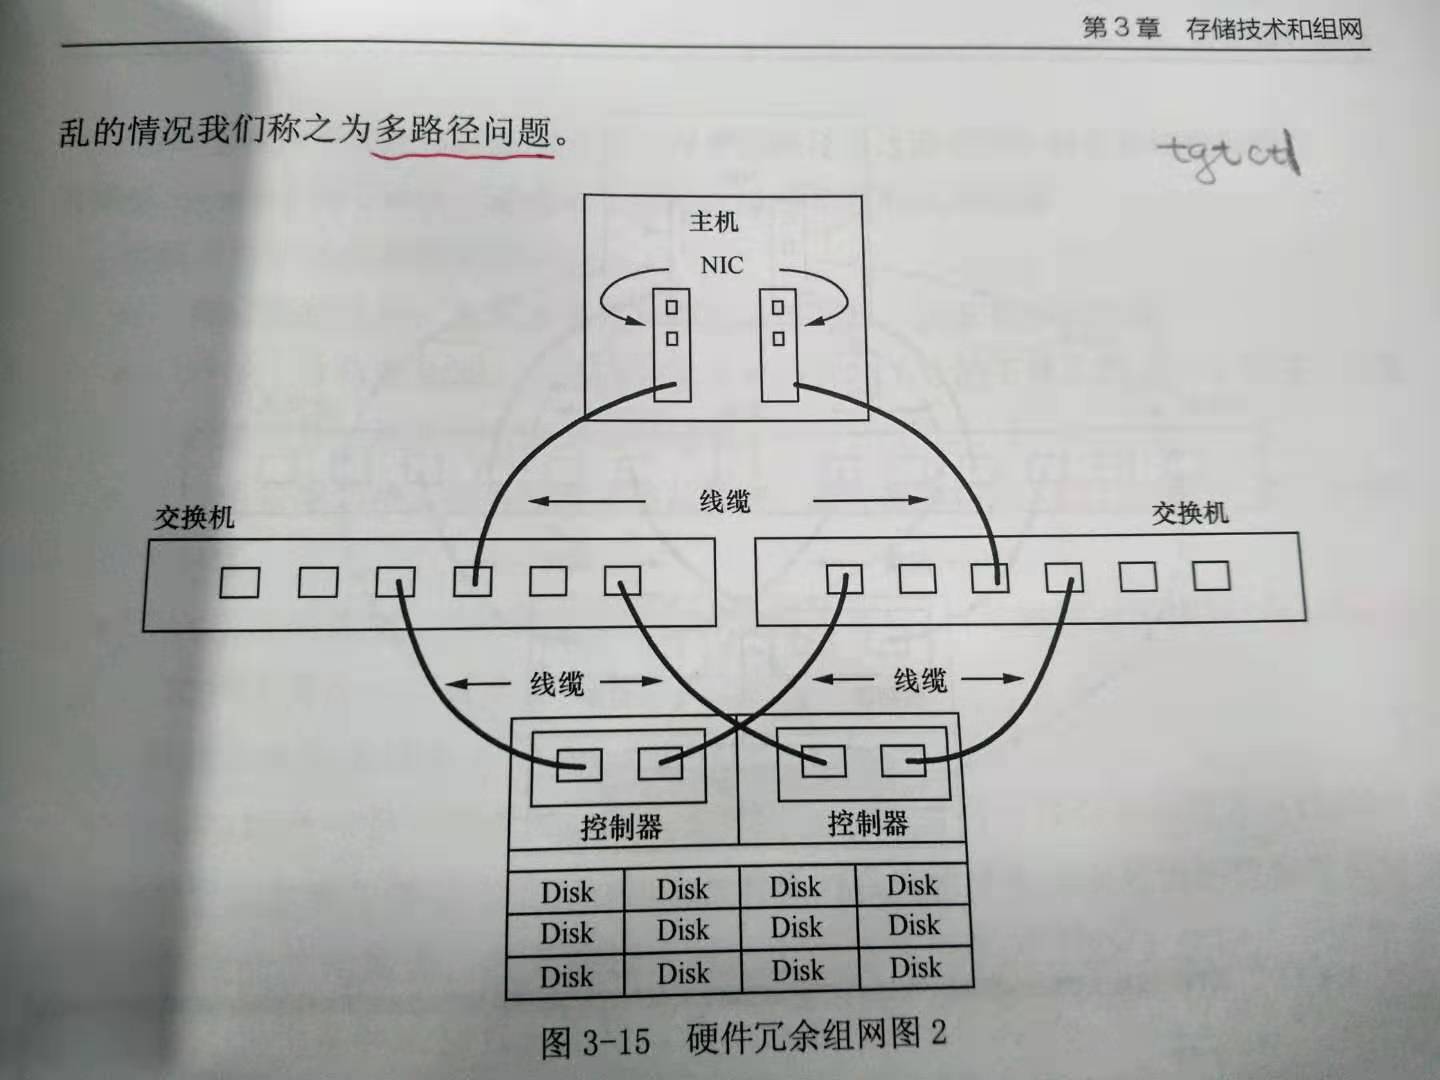 第3章 存储技术和组网
乱的情况我们称之为多路径问题。
tgtctl
主机
NIC
线缆
交换机 交换机
线缆 线缆
控制器 控制器
Disk Disk Disk Disk
Disk Disk Disk Disk
Disk Disk Disk Disk
图 3-15 硬件冗余组网图 2